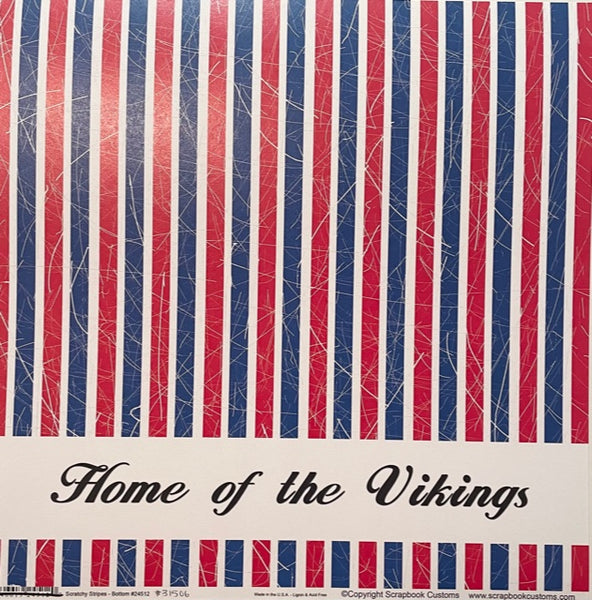 Home of the Vikings
Scratchy Stripes - Bottom #24512 #31506 Made in the U.S.A. - Lignin & Acid Free ©Copyright Scrapbook Customs www.scrapbookcustoms.com